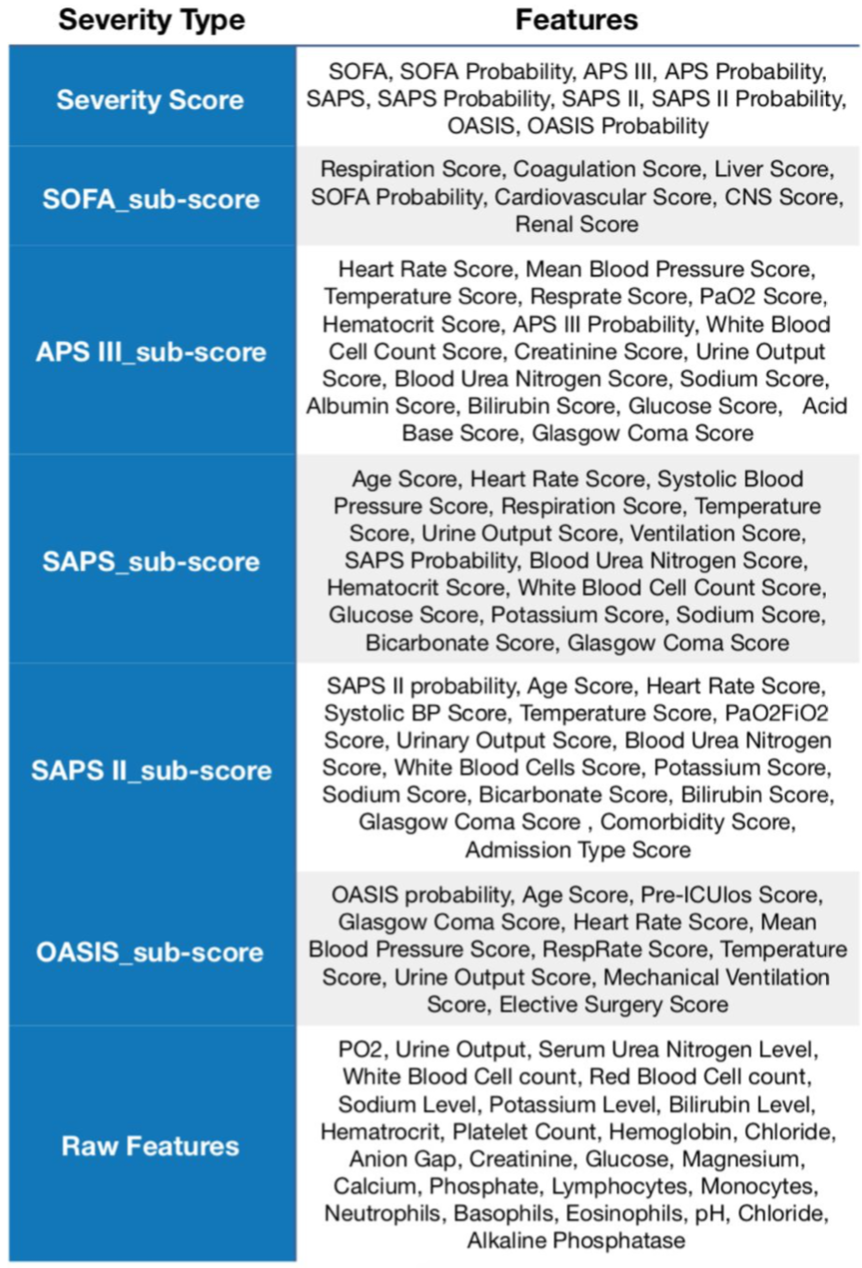 Severity Type Features
Severity Score
SOFA, SOFA Probability, APS III, APS Probability,
SAPS, SAPS Probability, SAPS II, SAPS II Probability,
OASIS, OASIS Probability
SOFA_sub-score
Respiration Score, Coagulation Score, Liver Score,
SOFA Probability, Cardiovascular Score, CNS Score,
Renal Score
APS III_sub-score
Heart Rate Score, Mean Blood Pressure Score,
Temperature Score, Resprate Score, PaO2 Score,
Hematocrit Score, APS III Probability, White Blood
Cell Count Score, Creatinine Score, Urine Output
Score, Blood Urea Nitrogen Score, Sodium Score,
Albumin Score, Bilirubin Score, Glucose Score, Acid
Base Score, Glasgow Coma Score
SAPS_sub-score
Age Score, Heart Rate Score, Systolic Blood
Pressure Score, Respiration Score, Temperature
Score, Urine Output Score, Ventilation Score,
SAPS Probability, Blood Urea Nitrogen Score,
Hematocrit Score, White Blood Cell Count Score,
Glucose Score, Potassium Score, Sodium Score,
Bicarbonate Score, Glasgow Coma Score
SAPS II_sub-score
SAPS II probability, Age Score, Heart Rate Score,
Systolic BP Score, Temperature Score, PaO2FiO2
Score, Urinary Output Score, Blood Urea Nitrogen
Score, White Blood Cells Score, Potassium Score,
Sodium Score, Bicarbonate Score, Bilirubin Score,
Glasgow Coma Score , Comorbidity Score,
Admission Type Score
OASIS_sub-score
OASIS probability, Age Score, Pre-ICUlos Score,
Glasgow Coma Score, Heart Rate Score, Mean
Blood Pressure Score, RespRate Score, Temperature
Score, Urine Output Score, Mechanical Ventilation
Score, Elective Surgery Score
Raw Features
PO2, Urine Output, Serum Urea Nitrogen Level,
White Blood Cell count, Red Blood Cell count,
Sodium Level, Potassium Level, Bilirubin Level,
Hematrocrit, Platelet Count, Hemoglobin, Chloride,
Anion Gap, Creatinine, Glucose, Magnesium,
Calcium, Phosphate, Lymphocytes, Monocytes,
Neutrophils, Basophils, Eosinophils, pH, Chloride,
Alkaline Phosphatase